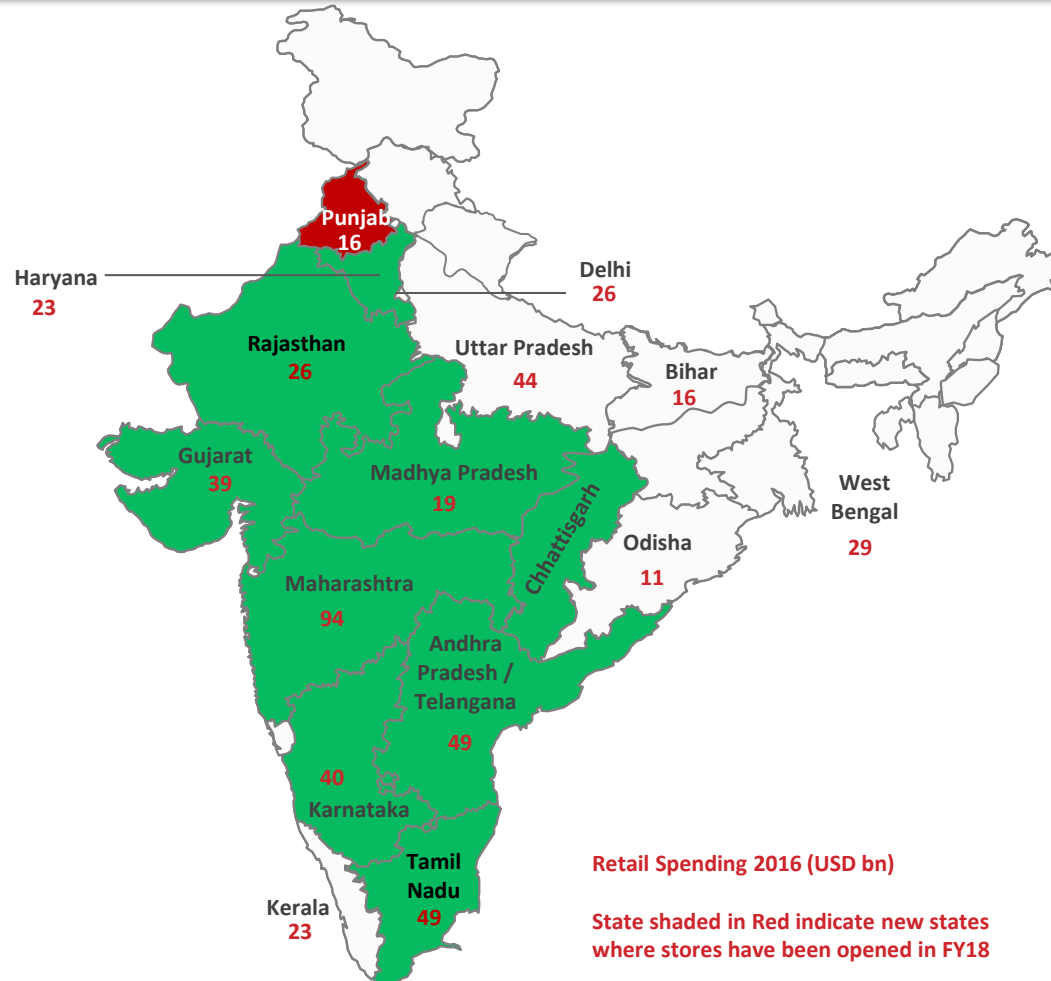 Punjab
16
Haryana
23
Delhi
26
Rajasthan
26
Uttar Pradesh
44
Bihar
16
Gujarat
39
Madhya Pradesh
19
Chhattisgarh
West
Bengal
29
Odisha
11
Maharashtra
94
Andhra
Pradesh /
Telangana
49
40
Karnataka
Tamil
Nadu
49
Kerala
23
Retail Spending 2016 (USD bn)
State shaded in Red indicate new states
where stores have been opened in FY18